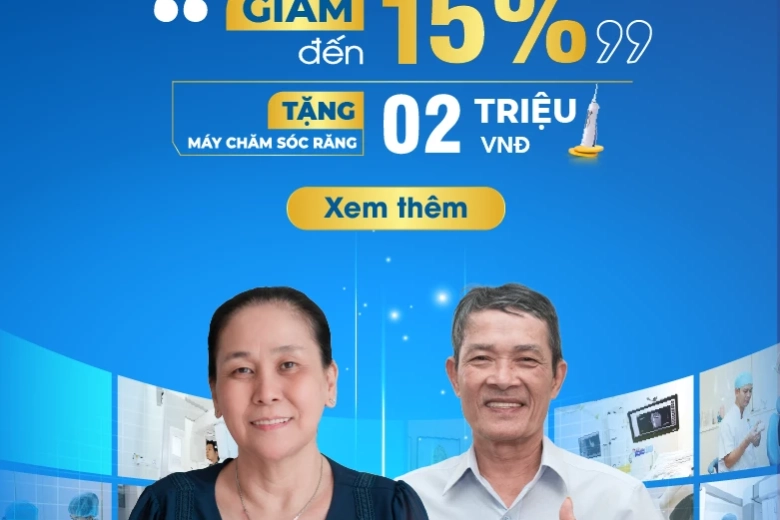 GIẢM
đến 15%
TẶNG
MÁY CHĂM SÓC RĂNG
02 TRIỆU
VNĐ
Xem thêm